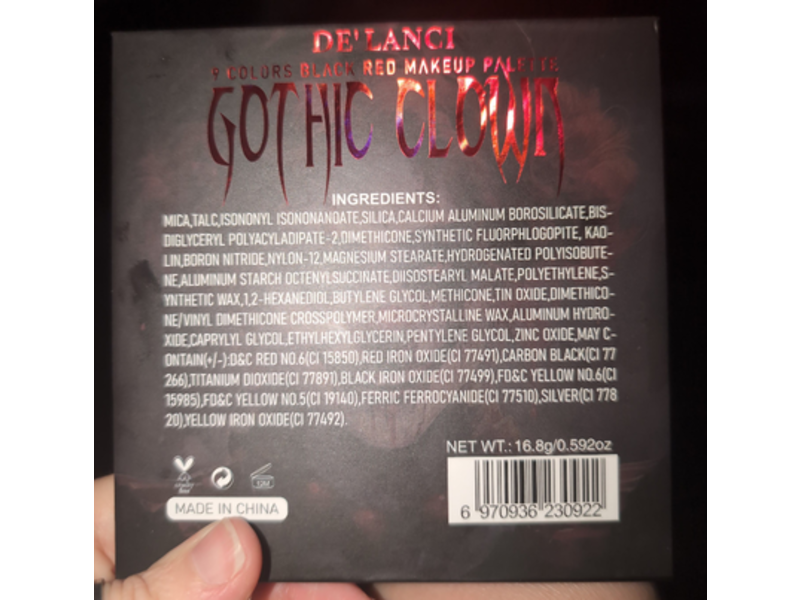 DE'LANCI
9 COLORS BLACK RED MAKEUP PALETTE
GOTHIC CLOWN
INGREDIENTS:
MICA,TALC,ISONONYL ISONONANOATE,SILICA,CALCIUM ALUMINUM BOROSILICATE,BIS-
DIGLYCERYL POLYACYLADIPATE-2,DIMETHICONE,SYNTHETIC FLUORPHLOGOPITE, KAO-
LIN,BORON NITRIDE,NYLON-12,MAGNESIUM STEARATE,HYDROGENATED POLYISOBUTE-
NE,ALUMINUM STARCH OCTENYLSUCCINATE,DIISOSTEARYL MALATE,POLYETHYLENE,S-
YNTHETIC WAX,1,2-HEXANEDIOL,BUTYLENE GLYCOL,METHICONE,TIN OXIDE,DIMETHICO-
NE/VINYL DIMETHICONE CROSSPOLYMER,MICROCRYSTALLINE WAX,ALUMINUM HYDRO-
XIDE,CAPRYLYL GLYCOL,ETHYLHEXYLGLYCERIN,PENTYLENE GLYCOL,ZINC OXIDE,MAY C-
ONTAIN(+/-):D&C RED NO.6(CI 15850),RED IRON OXIDE(CI 77491),CARBON BLACK(CI 77
266),TITANIUM DIOXIDE(CI 77891),BLACK IRON OXIDE(CI 77499),FD&C YELLOW NO.6(CI
15985),FD&C YELLOW NO.5(CI 19140),FERRIC FERROCYANIDE(CI 77510),SILVER(CI 778
20),YELLOW IRON OXIDE(CI 77492).
NET WT.: 16.8g/0.592oz
12M
MADE IN CHINA
6 970936 230922